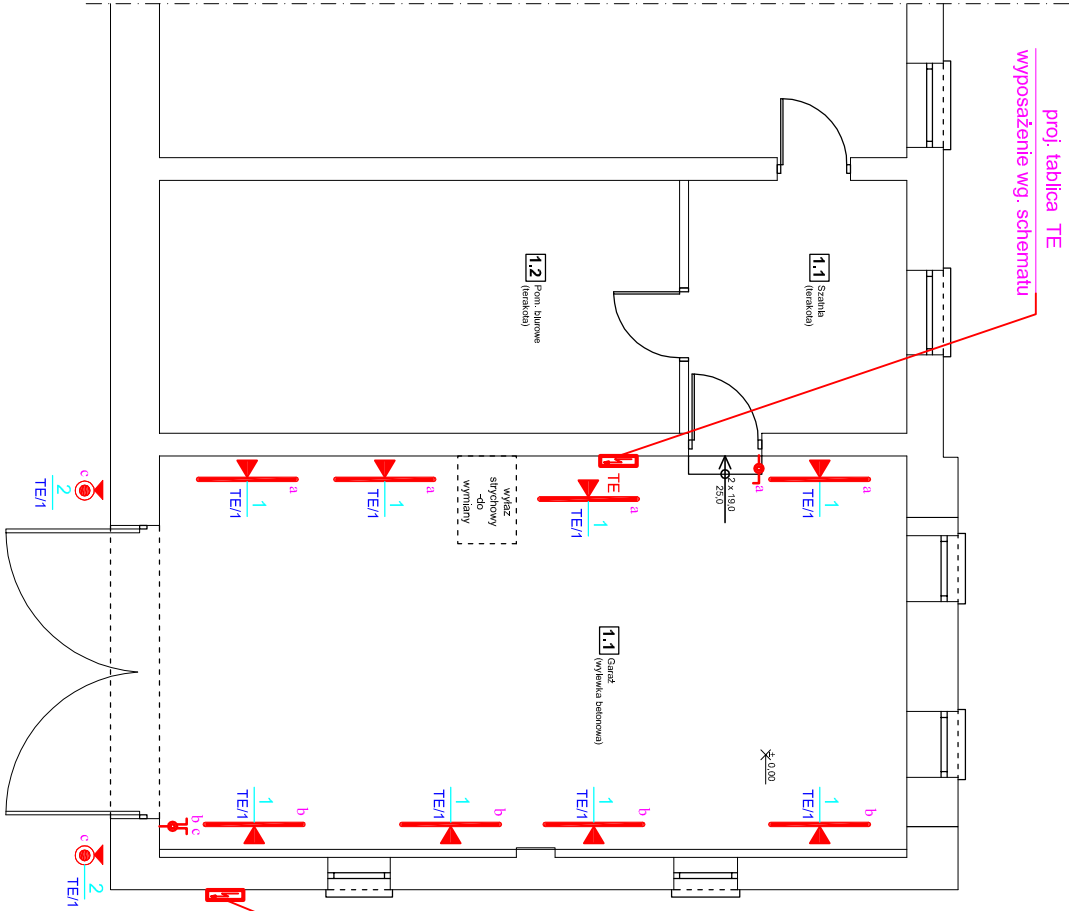 proj. tablica TE
wyposażenie wg. schematu
1.1 Szatnia
(terakota)
1.2 Pom. biurowe
(terakota)
2 x 19,0
25,0
a
TE
a
1
TE/1
a
1
TE/1
a
1
TE/1
a
1
TE/1
c
2
TE/1
właz
strychowy
-do
wymiany
1.1 Garaż
(wylewka betonowa)
± 0,00
b
1
TE/1
b
1
TE/1
b
1
TE/1
b
1
TE/1
b
c
c
2
TE/1